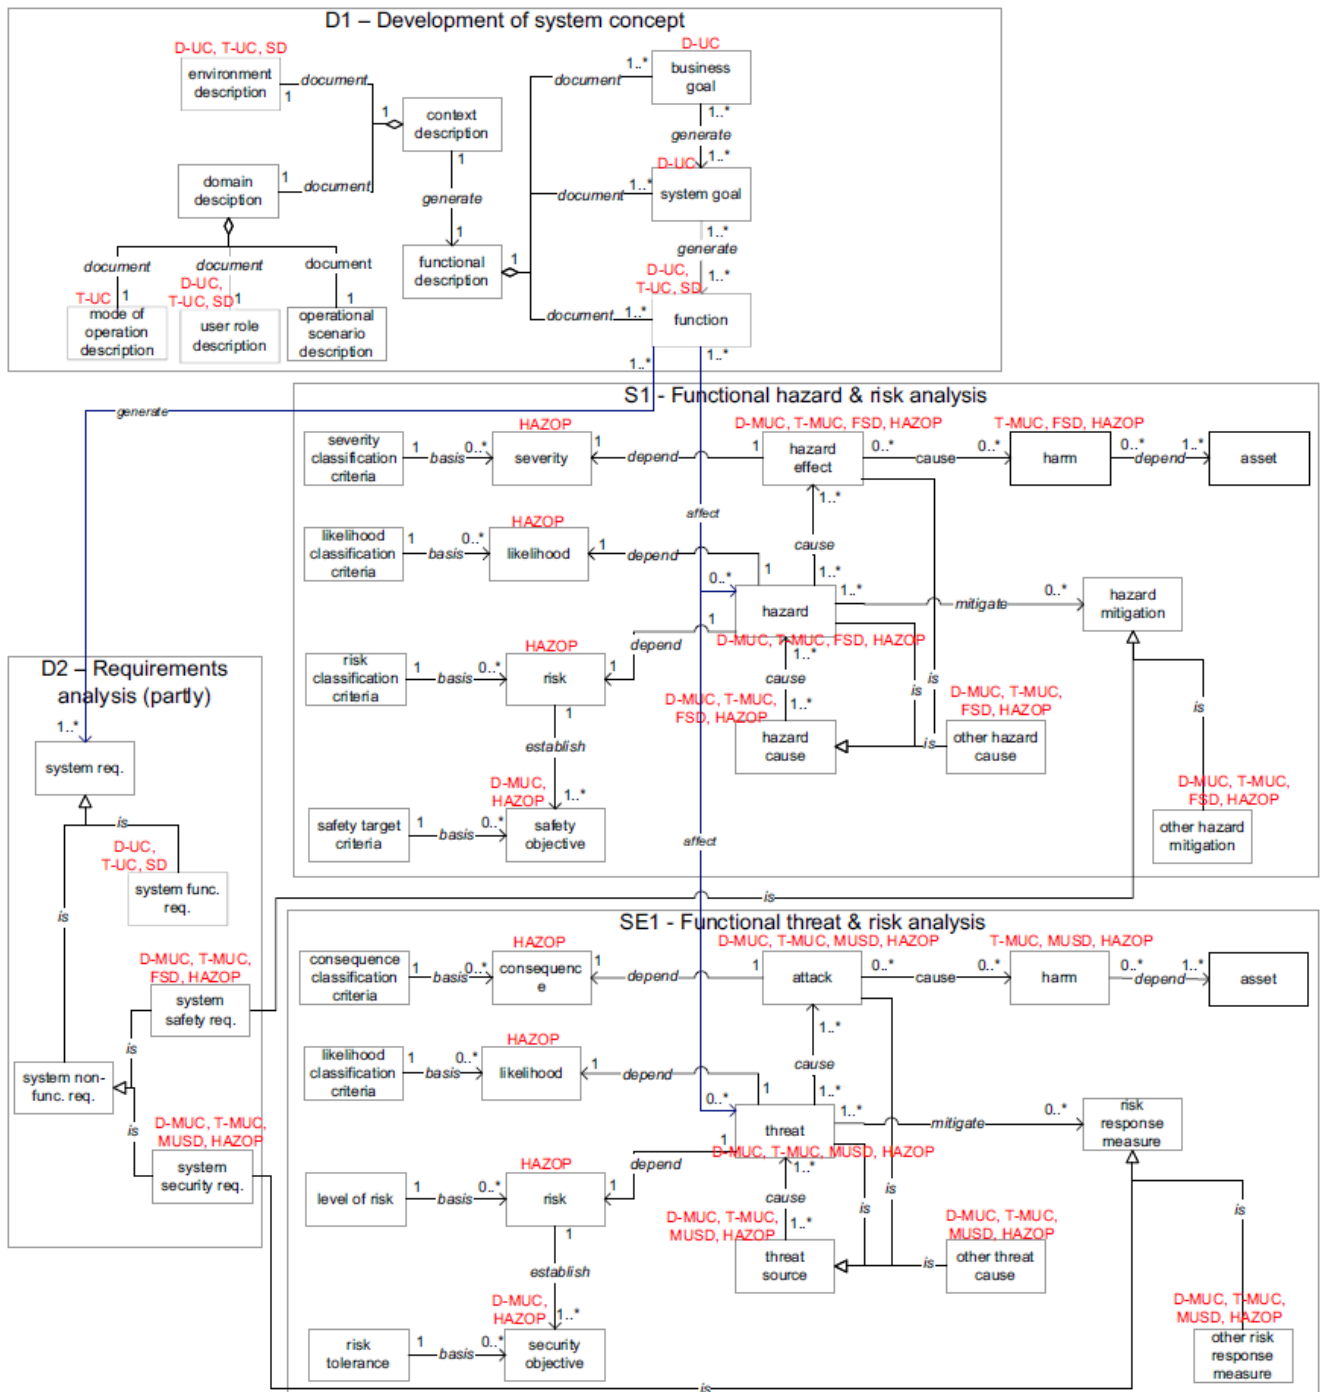 D1 – Development of system concept
D-UC, T-UC, SD
environment
description
document
1
1
context
description
domain
desciption
1
document
document
document
document
T-UC
1
mode of
operation
description
D-UC,
T-UC, SD
1
user role
description
1
operational
scenario
description
1
generate
1
functional
description
1
document
1..*
D-UC
business
goal
1..*
generate
1..*
D-UC
document
1..*
system goal
1..*
generate
1..*
D-UC,
T-UC, SD
document
1..*
function
1..*
1..*
generate
affect
affect
S1 - Functional hazard & risk analysis
severity
classification
criteria
1
basis
0..*
HAZOP
severity
1
depend
1
D-MUC, T-MUC, FSD, HAZOP
hazard
effect
0..*
cause
0..*
T-MUC, FSD, HAZOP
harm
0..*
depend
1..*
asset
likelihood
classification
criteria
1
basis
0..*
HAZOP
likelihood
1
depend
1
1..*
cause
1..*
0..*
hazard
D-MUC, T-MUC, FSD, HAZOP
1..*
mitigate
0..*
hazard
mitigation
risk
classification
criteria
1
basis
0..*
HAZOP
risk
1
depend
1
1..*
cause
1..*
D-MUC, T-MUC,
FSD, HAZOP
hazard
cause
is
is
is
D-MUC, T-MUC,
FSD, HAZOP
other hazard
cause
is
D-MUC, T-MUC,
FSD, HAZOP
other hazard
mitigation
1
establish
1..*
D-MUC,
HAZOP
safety target
criteria
1
basis
0..*
safety
objective
D2 – Requirements
analysis (partly)
1..*
system req.
is
D-UC,
T-UC, SD
system func.
req.
is
D-MUC, T-MUC,
FSD, HAZOP
system
safety req.
is
is
system non-
func. req.
is
D-MUC, T-MUC,
MUSD, HAZOP
system
security req.
is
SE1 - Functional threat & risk analysis
consequence
classification
criteria
1
basis
0..*
HAZOP
consequenc
e
1
depend
1
D-MUC, T-MUC, MUSD, HAZOP
attack
0..*
cause
0..*
T-MUC, MUSD, HAZOP
harm
0..*
depend
1..*
asset
likelihood
classification
criteria
1
basis
0..*
HAZOP
likelihood
1
depend
1
1..*
cause
1..*
0..*
threat
D-MUC, T-MUC, MUSD, HAZOP
1..*
mitigate
0..*
risk
response
measure
level of risk
1
basis
0..*
HAZOP
risk
1
depend
1
1..*
cause
1..*
D-MUC, T-MUC,
MUSD, HAZOP
threat
source
is
is
is
D-MUC, T-MUC,
MUSD, HAZOP
other threat
cause
is
D-MUC, T-MUC,
MUSD, HAZOP
other risk
response
measure
1
establish
1..*
D-MUC,
HAZOP
risk
tolerance
1
basis
0..*
security
objective